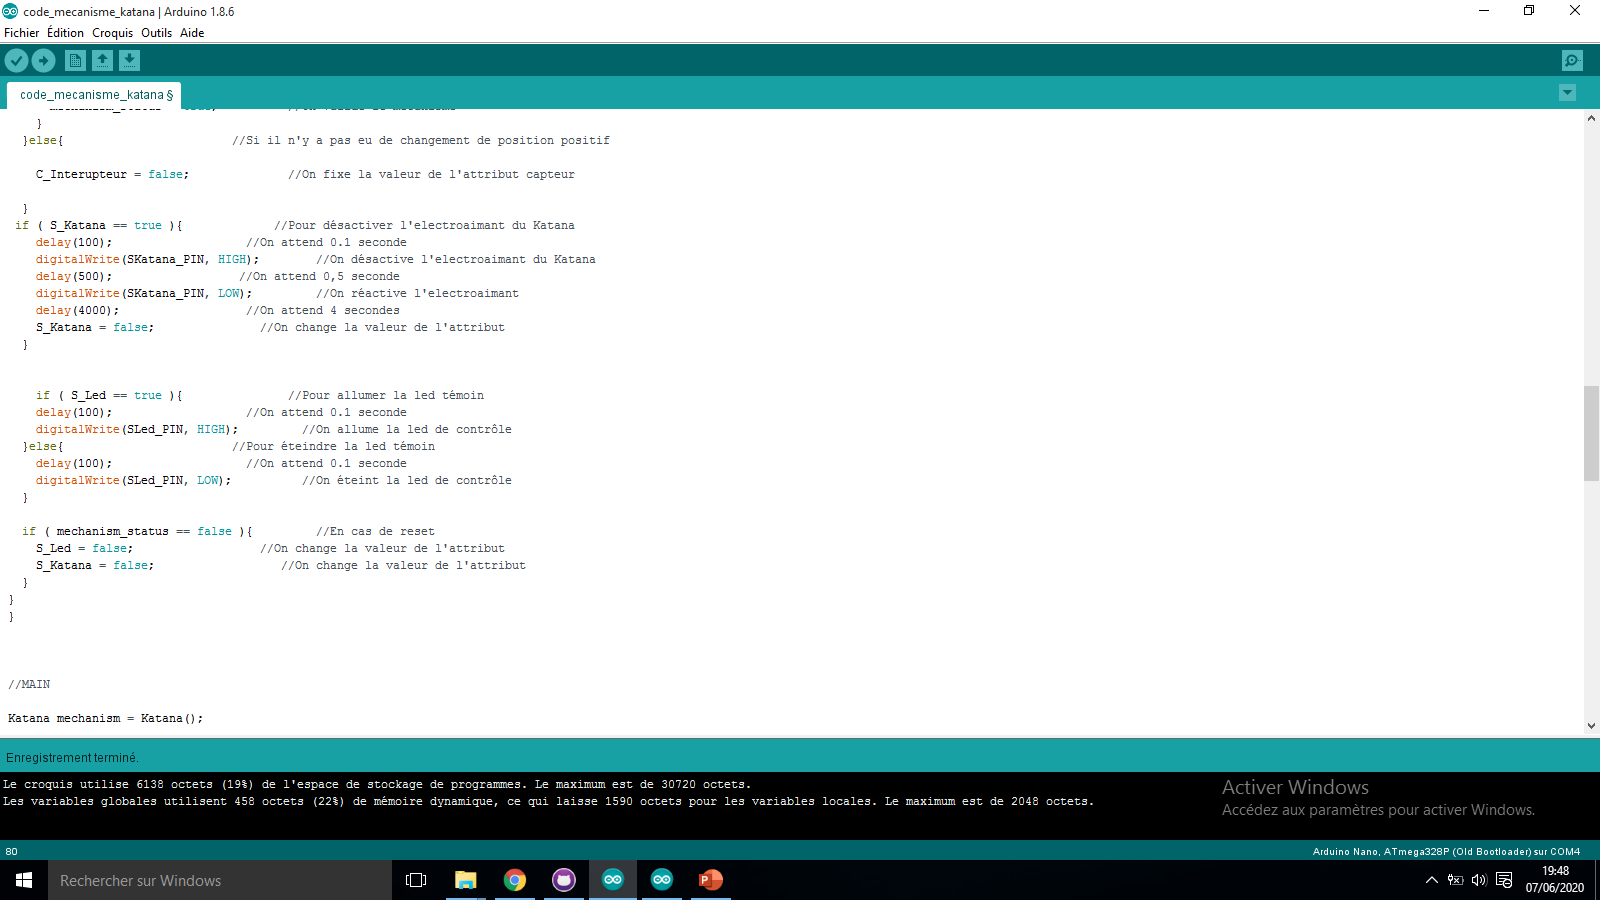 code_mecanisme_katana | Arduino 1.8.6
Fichier Édition Croquis Outils Aide
code_mecanisme_katana §
}
}else{ //Si il n'y a pas eu de changement de position positif
C_Interupteur = false; //On fixe la valeur de l'attribut capteur
}
if ( S_Katana == true ){ //Pour désactiver l'electroaimant du Katana
delay(100); //On attend 0.1 seconde
digitalWrite(SKatana_PIN, HIGH); //On désactive l'electroaimant du Katana
delay(500); //On attend 0,5 seconde
digitalWrite(SKatana_PIN, LOW); //On réactive l'electroaimant
delay(4000); //On attend 4 secondes
S_Katana = false; //On change la valeur de l'attribut
}
if ( S_Led == true ){ //Pour allumer la led témoin
delay(100); //On attend 0.1 seconde
digitalWrite(SLed_PIN, HIGH); //On allume la led de contrôle
}else{ //Pour éteindre la led témoin
delay(100); //On attend 0.1 seconde
digitalWrite(SLed_PIN, LOW); //On éteint la led de contrôle
}
if ( mechanism_status == false ){ //En cas de reset
S_Led = false; //On change la valeur de l'attribut
S_Katana = false; //On change la valeur de l'attribut
}
}
}
//MAIN
Katana mechanism = Katana();
Enregistrement terminé.
Le croquis utilise 6138 octets (19%) de l'espace de stockage de programmes. Le maximum est de 30720 octets.
Les variables globales utilisent 458 octets (22%) de mémoire dynamique, ce qui laisse 1590 octets pour les variables locales. Le maximum est de 2048 octets.
Activer Windows
Accédez aux paramètres pour activer Windows.
80
Arduino Nano, ATmega328P (Old Bootloader) sur COM4
Rechercher sur Windows
19:48
07/06/2020